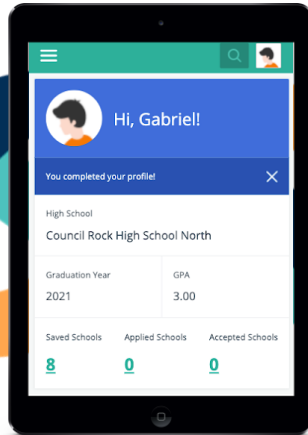 Hi, Gabriel!
You completed your profile!
High School
Council Rock High School North
Graduation Year
GPA
2021
3.00
Saved Schools
Applied Schools
Accepted Schools
8
0
0